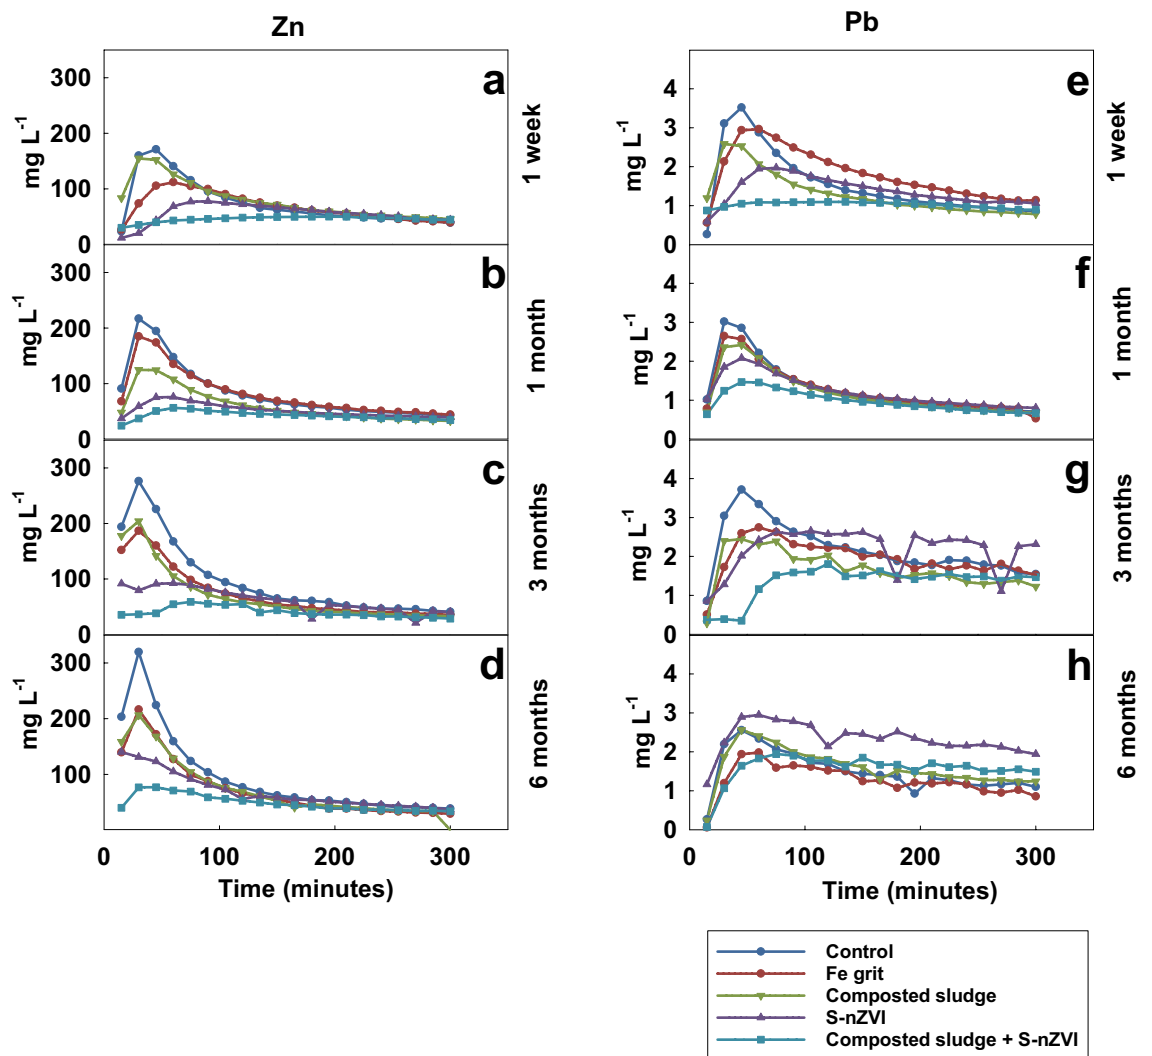 Zn
Pb
300
200
100
0
mg L⁻¹
a
1 week
4
3
2
1
0
mg L⁻¹
e
1 week
300
200
100
0
mg L⁻¹
b
1 month
4
3
2
1
0
mg L⁻¹
f
1 month
300
200
100
0
mg L⁻¹
c
3 months
4
3
2
1
0
mg L⁻¹
g
3 months
300
200
100
mg L⁻¹
d
6 months
0 100 200 300
Time (minutes)
4
3
2
1
0
mg L⁻¹
h
6 months
0 100 200 300
Time (minutes)
Control
Fe grit
Composted sludge
S-nZVI
Composted sludge + S-nZVI